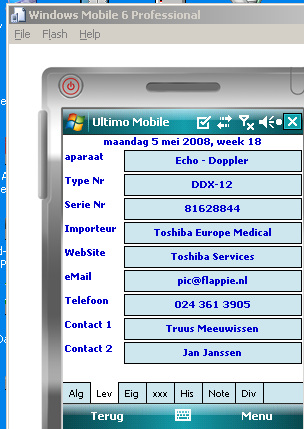 Windows Mobile 6 Professional
File Flash Help
Ultimo Mobile
maandag 5 mei 2008, week 18
aparaat Echo - Doppler
Type Nr DDX-12
Serie Nr 81628844
Importeur Toshiba Europe Medical
WebSite Toshiba Services
eMail pic@flappie.nl
Telefoon 024 361 3905
Contact 1 Truus Meeuwissen
Contact 2 Jan Janssen
Alg Lev Eig xxx His Note Div
Terug Menu